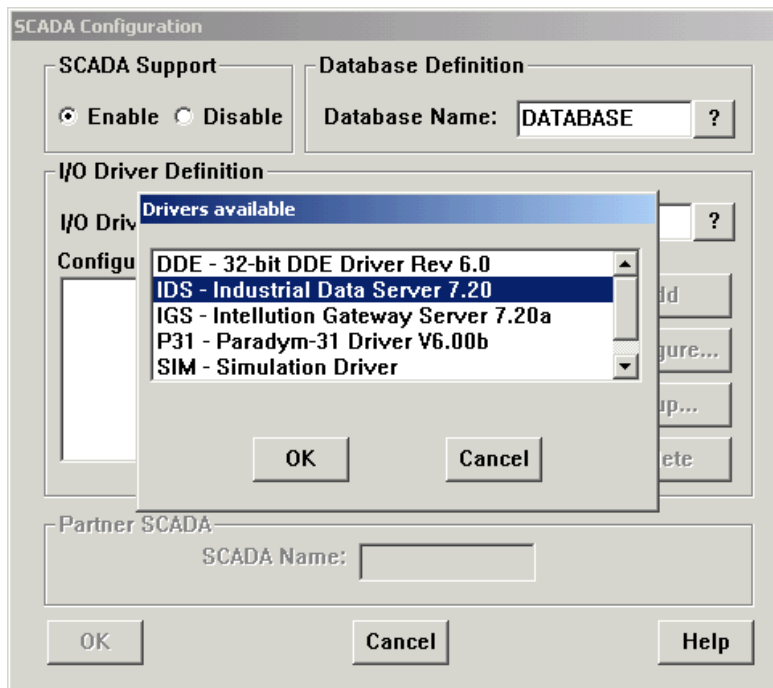 SCADA Configuration
SCADA Support
Enable Disable
Database Definition
Database Name: DATABASE ?
I/O Driver Definition
I/O Driv ?
Configu
Drivers available
DDE - 32-bit DDE Driver Rev 6.0
IDS - Industrial Data Server 7.20
IGS - Intellution Gateway Server 7.20a
P31 - Paradym-31 Driver V6.00b
SIM - Simulation Driver
OK Cancel
dd
gure...
up...
ete
Partner SCADA
SCADA Name:
OK Cancel Help